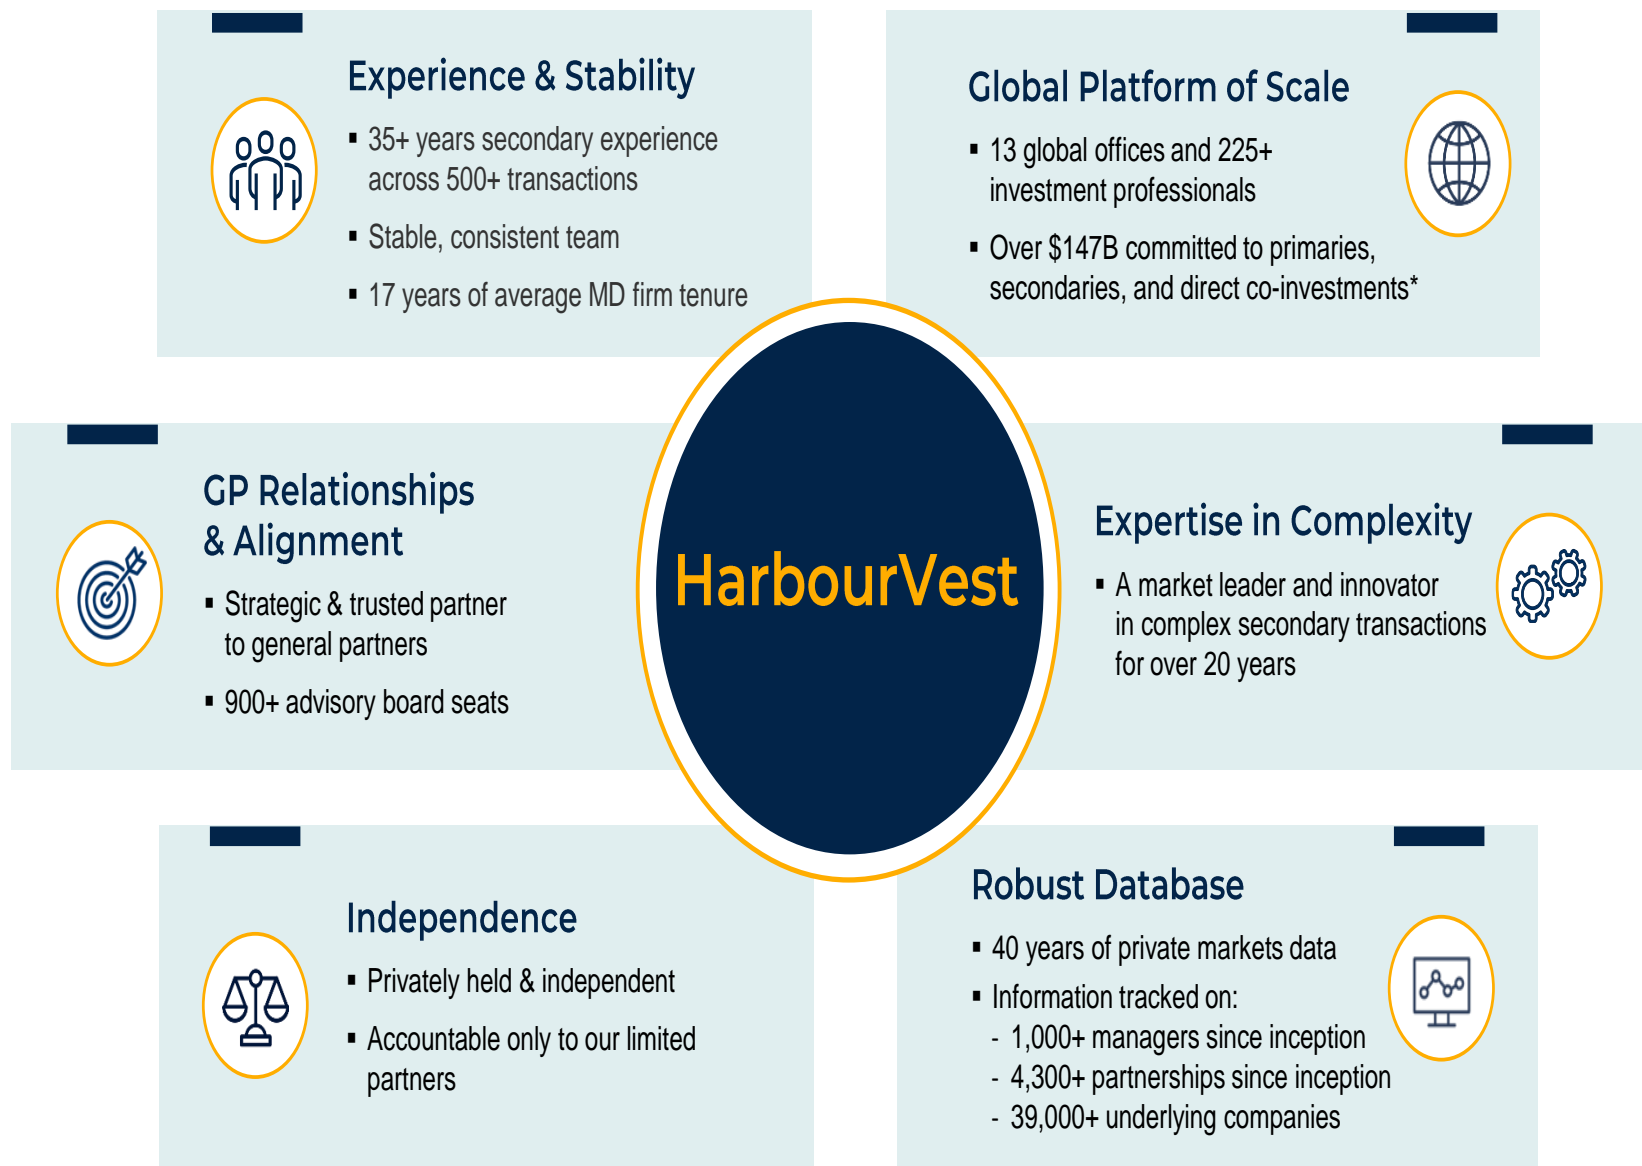 Experience & Stability
▪ 35+ years secondary experience
across 500+ transactions
▪ Stable, consistent team
▪ 17 years of average MD firm tenure
Global Platform of Scale
▪ 13 global offices and 225+
investment professionals
▪ Over $147B committed to primaries,
secondaries, and direct co-investments*
GP Relationships
& Alignment
▪ Strategic & trusted partner
to general partners
▪ 900+ advisory board seats
HarbourVest
Expertise in Complexity
▪ A market leader and innovator
in complex secondary transactions
for over 20 years
Independence
▪ Privately held & independent
▪ Accountable only to our limited
partners
Robust Database
▪ 40 years of private markets data
▪ Information tracked on:
- 1,000+ managers since inception
- 4,300+ partnerships since inception
- 39,000+ underlying companies